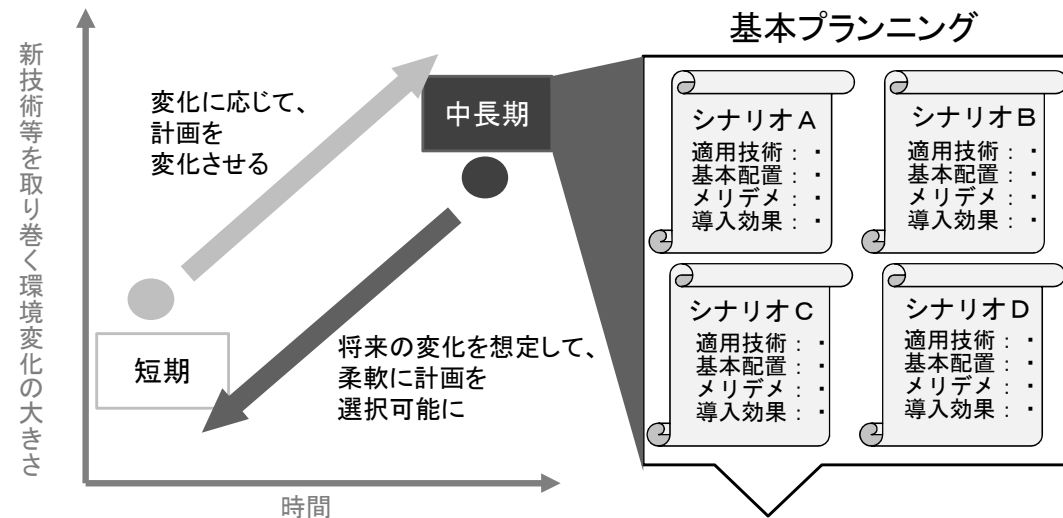 新技術等を取り巻く環境変化の大きさ
変化に応じて、
計画を
変化させる
中長期
短期
将来の変化を想定して、
柔軟に計画を
選択可能に
時間
基本プランニング
シナリオA
適用技術：・
基本配置：・
メリデメ：・
導入効果：・
シナリオB
適用技術：・
基本配置：・
メリデメ：・
導入効果：・
シナリオC
適用技術：・
基本配置：・
メリデメ：・
導入効果：・
シナリオD
適用技術：・
基本配置：・
メリデメ：・
導入効果：・